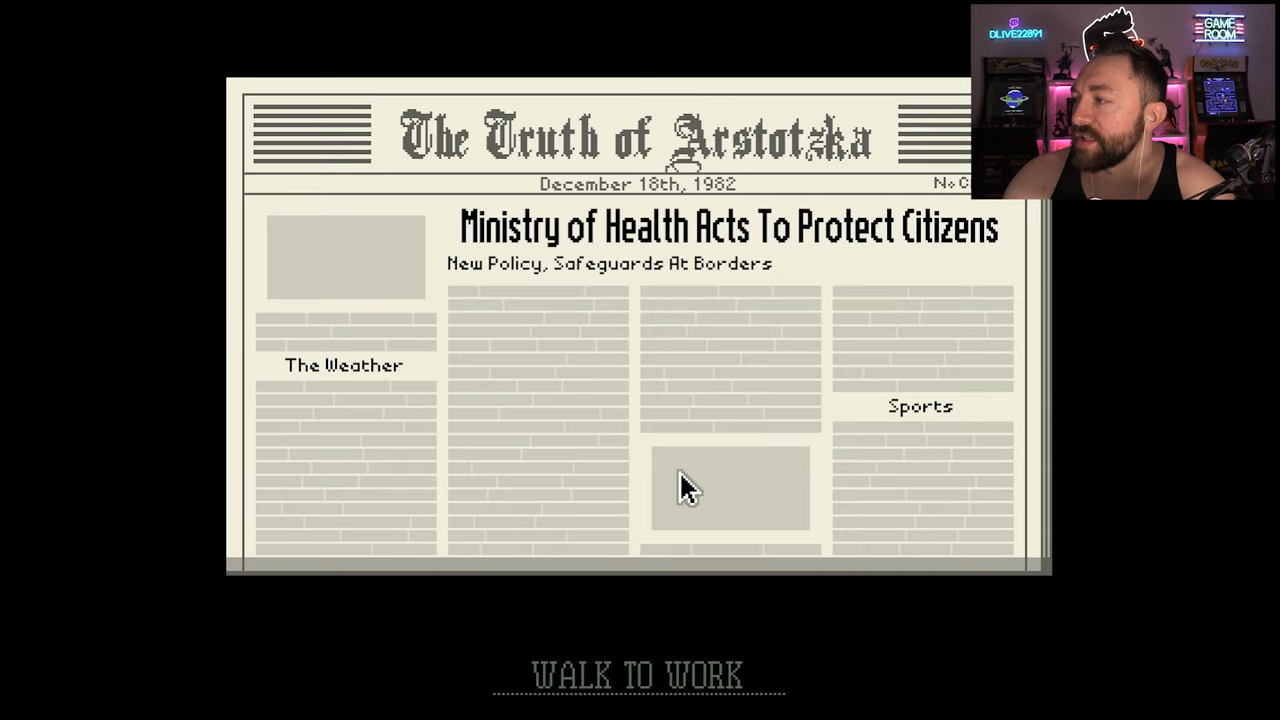 DLIVE22891
GAME
ROOM
The Truth of Arstotzka
December 18th, 1982
Ministry of Health Acts To Protect Citizens
New Policy, Safeguards At Borders
The Weather
Sports
WALK TO WORK